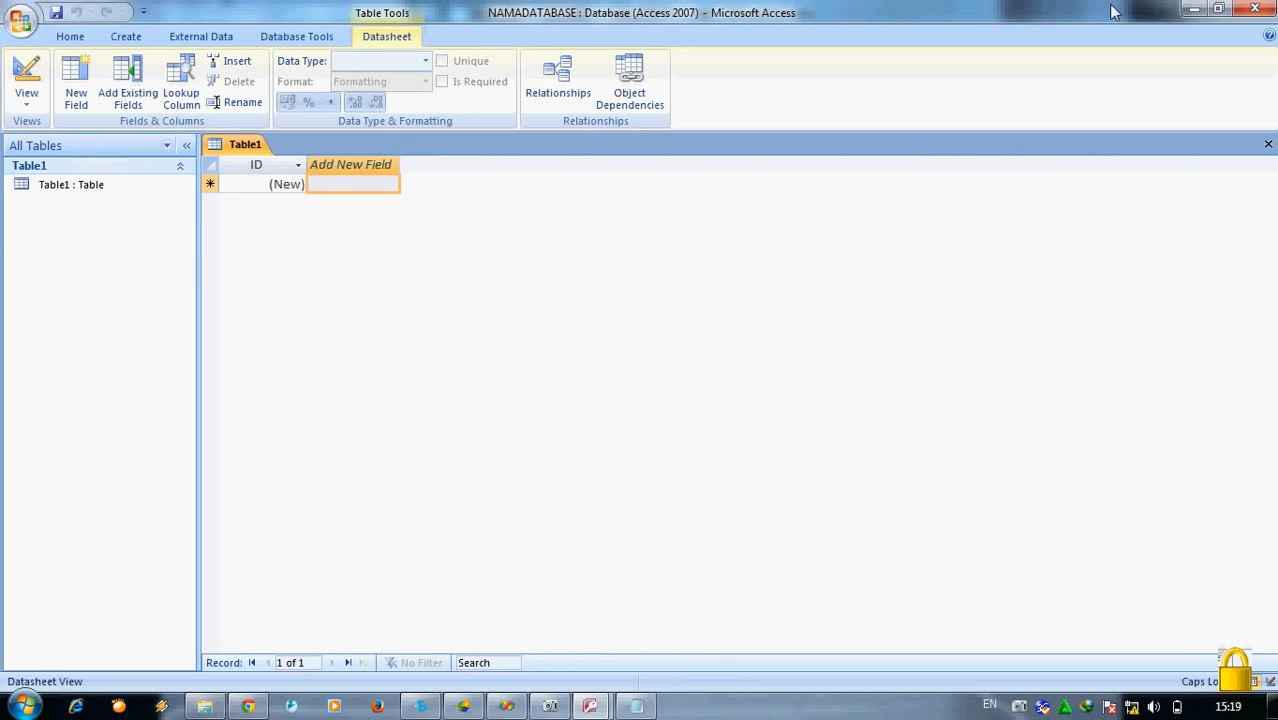 Table Tools
NAMADATABASE : Database (Access 2007) - Microsoft Access
Home
Create
External Data
Database Tools
Datasheet
View
New Field
Add Existing Fields
Lookup Column
Insert
Delete
Rename
Data Type:
Unique
Format:
Formatting
Is Required
%
Relationships
Object Dependencies
Views
Fields & Columns
Data Type & Formatting
Relationships
All Tables
Table1
Table1
Table1 : Table
ID
Add New Field
(New)
Record:
1 of 1
No Filter
Search
Datasheet View
Caps Lo
EN
15:19